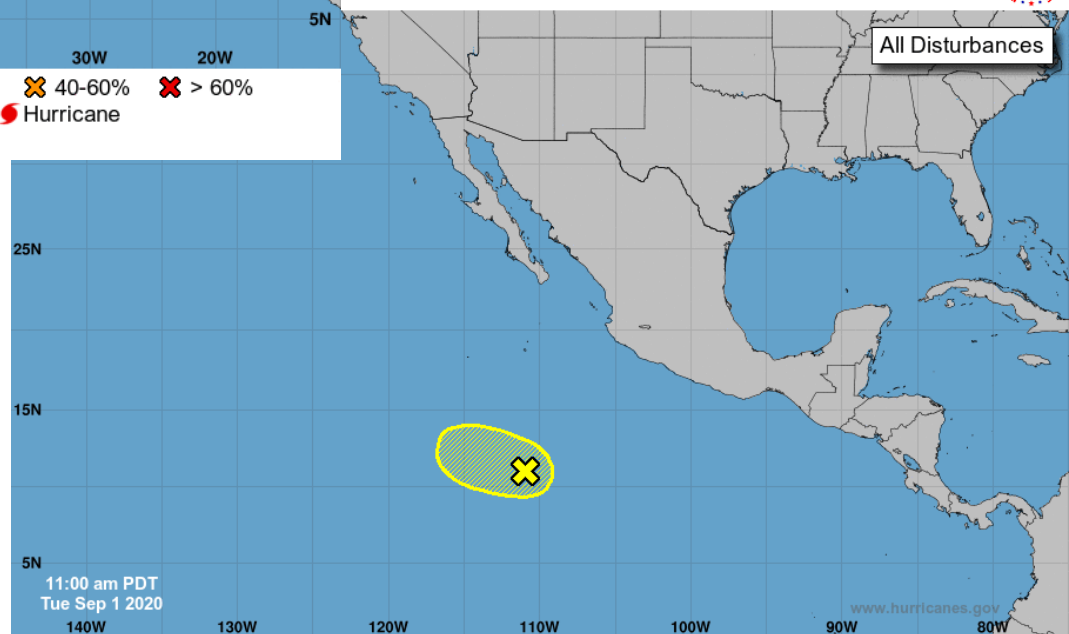 5N
All Disturbances
30W 20W
40-60% > 60%
Hurricane
25N
15N
5N
11:00 am PDT
Tue Sep 1 2020
www.hurricanes.gov
140W 130W 120W 110W 100W 90W 80W